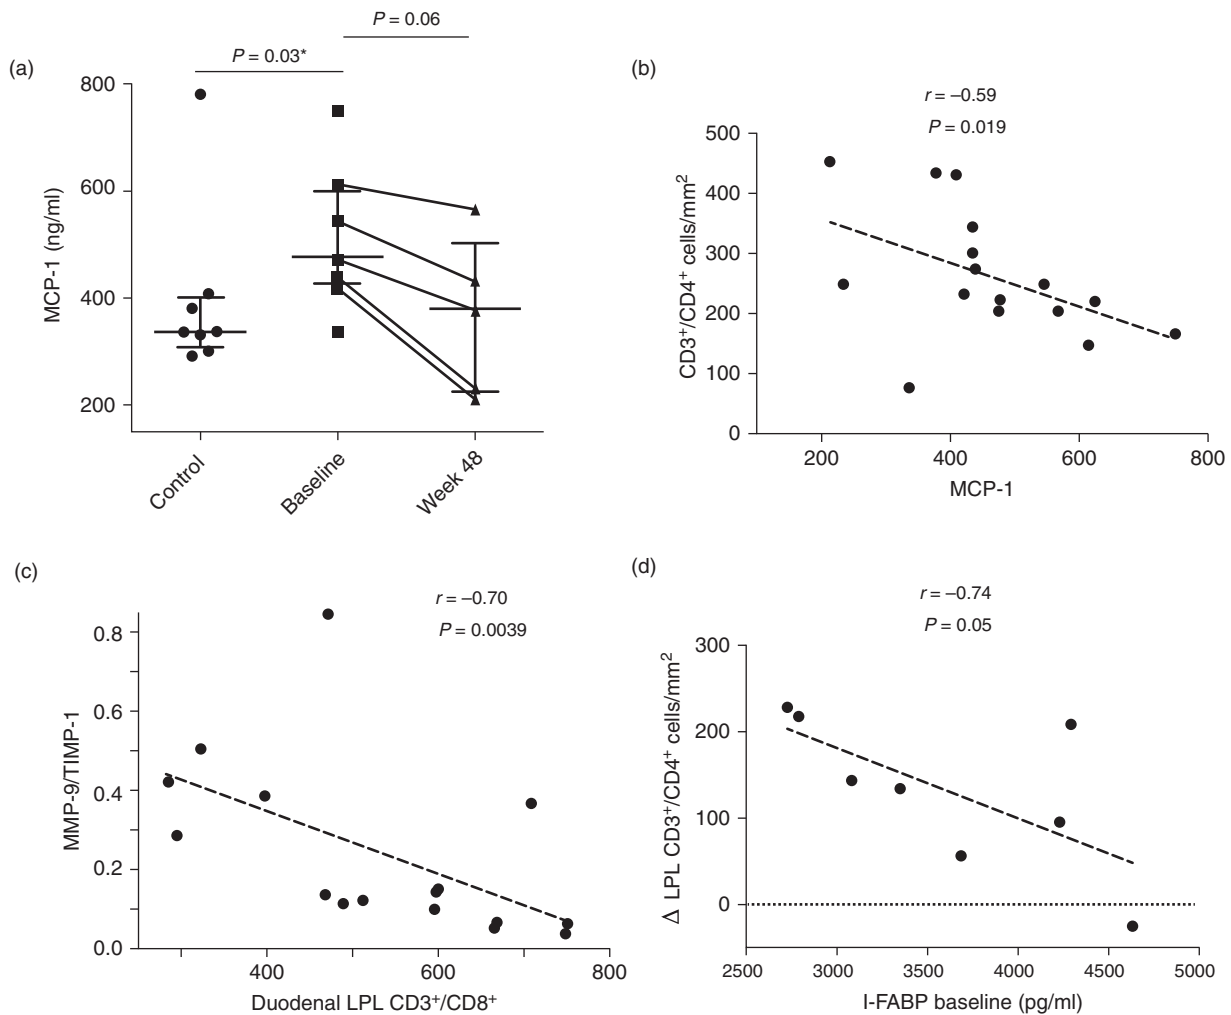 (a)
P = 0.06
P = 0.03*
800
600
400
200
MCP-1 (ng/ml)
Control
Baseline
Week 48
(b)
r = –0.59
P = 0.019
500
400
300
200
100
0
CD3+/CD4+ cells/mm2
200
400
600
800
MCP-1
(c)
r = –0.70
P = 0.0039
0.8
0.6
0.4
0.2
0.0
MMP-9/TIMP-1
400
600
800
Duodenal LPL CD3+/CD8+
(d)
r = –0.74
P = 0.05
300
200
100
0
Δ LPL CD3+/CD4+ cells/mm2
2500
3000
3500
4000
4500
5000
I-FABP baseline (pg/ml)